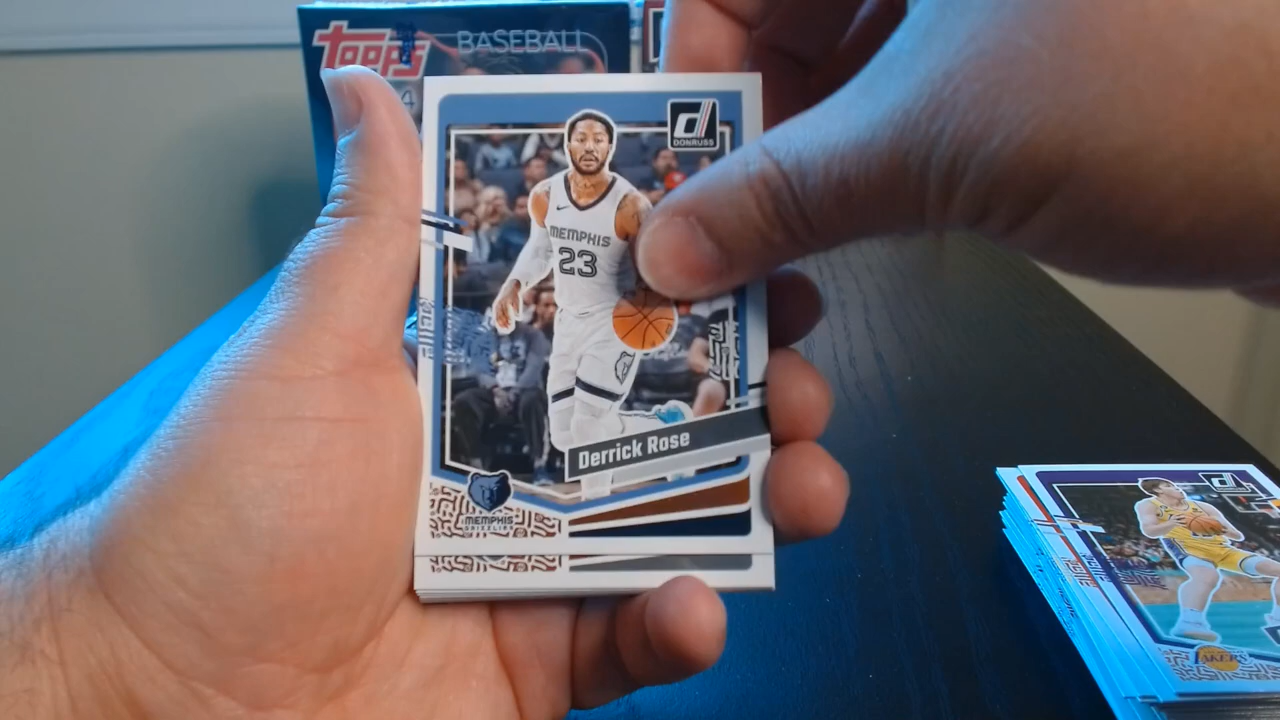 topps
BASEBALL
DONRUSS
MEMPHIS
23
Derrick Rose
MEMPHIS
GRIZZLIES
LAKERS